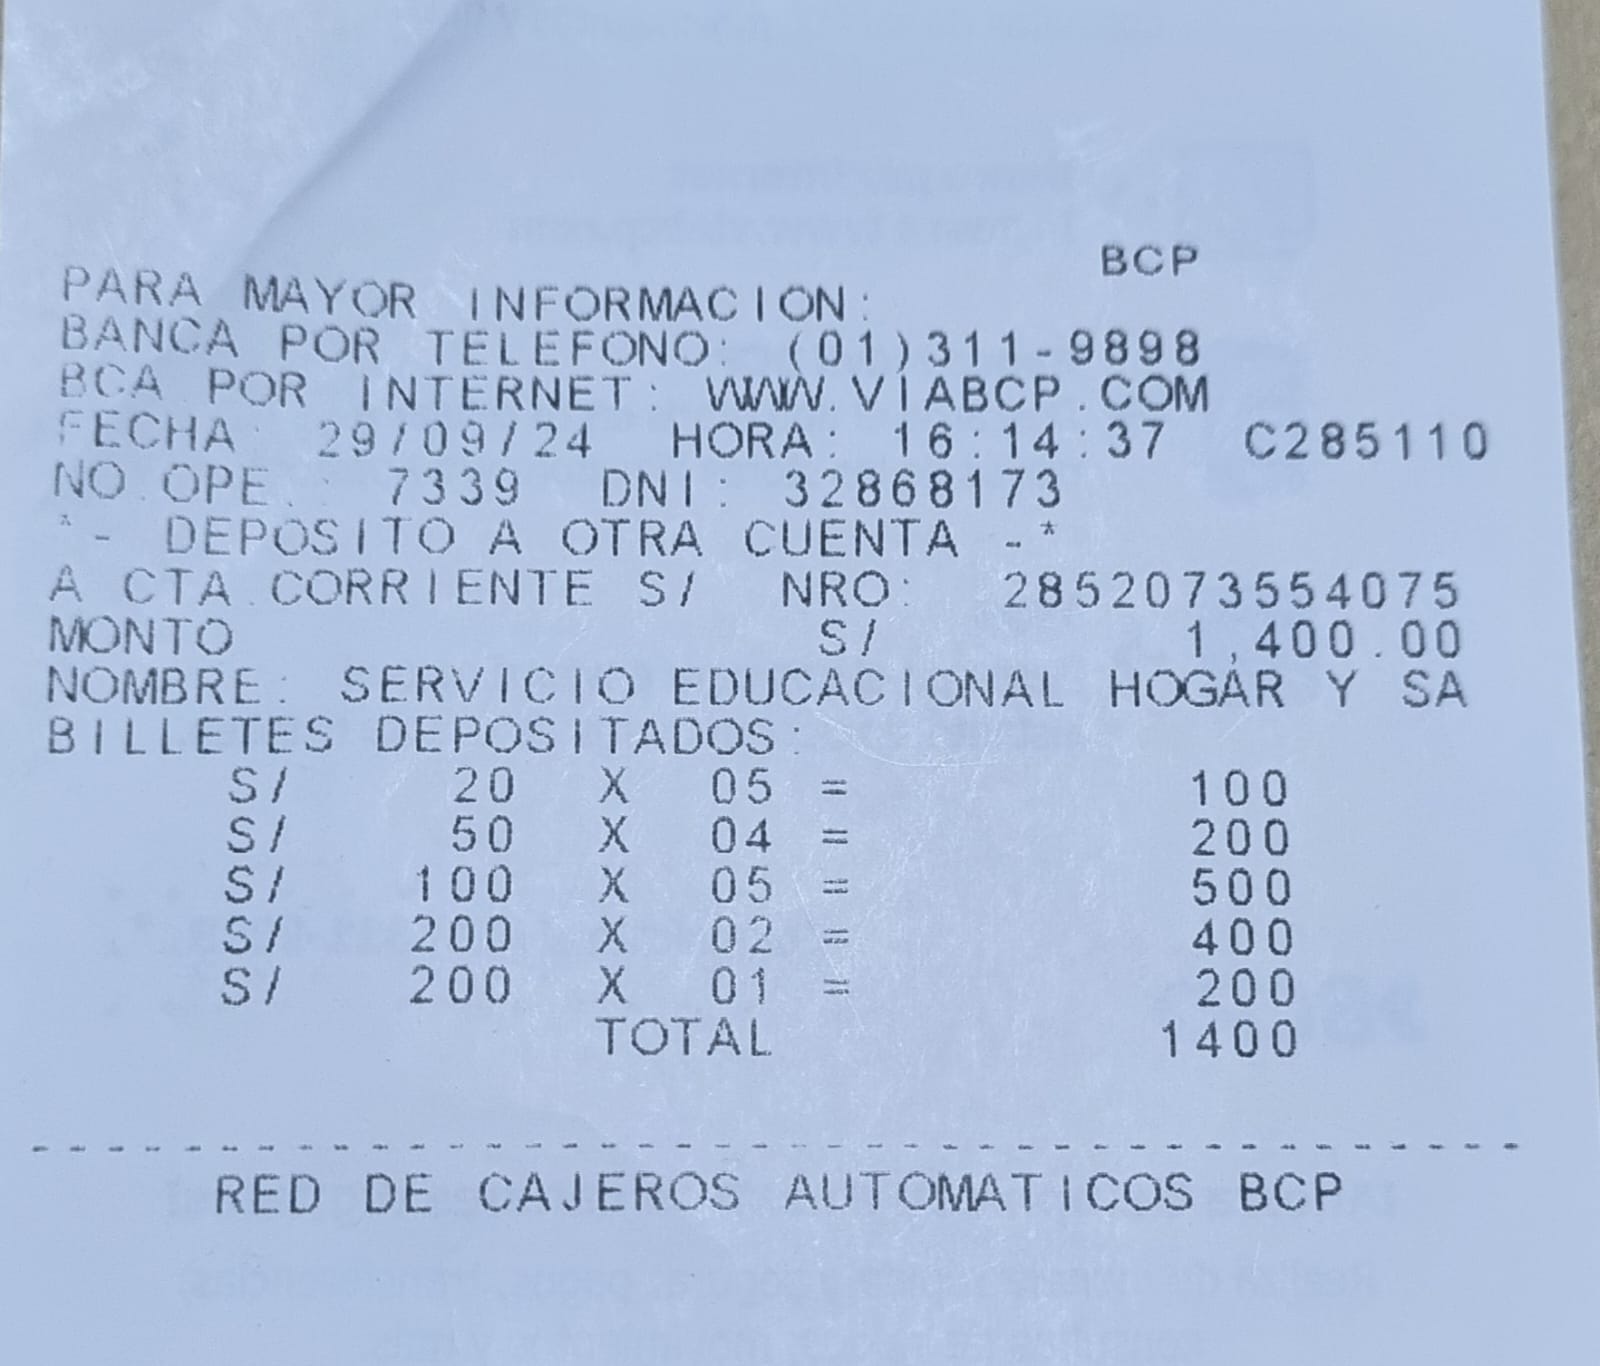 BCP
PARA MAYOR INFORMACION:
BANCA POR TELEFONO: (01)311-9898
BCA POR INTERNET: WWW.VIABCP.COM
FECHA: 29/09/24 HORA: 16:14:37 C285110
NO.OPE.: 7339 DNI: 32868173
*- DEPOSITO A OTRA CUENTA -*
A CTA.CORRIENTE S/ NRO: 2852073554075
MONTO S/ 1,400.00
NOMBRE: SERVICIO EDUCACIONAL HOGAR Y SA
BILLETES DEPOSITADOS:
S/ 20 X 05 = 100
S/ 50 X 04 = 200
S/ 100 X 05 = 500
S/ 200 X 02 = 400
S/ 200 X 01 = 200
TOTAL 1400
--------------------------------------
RED DE CAJEROS AUTOMATICOS BCP